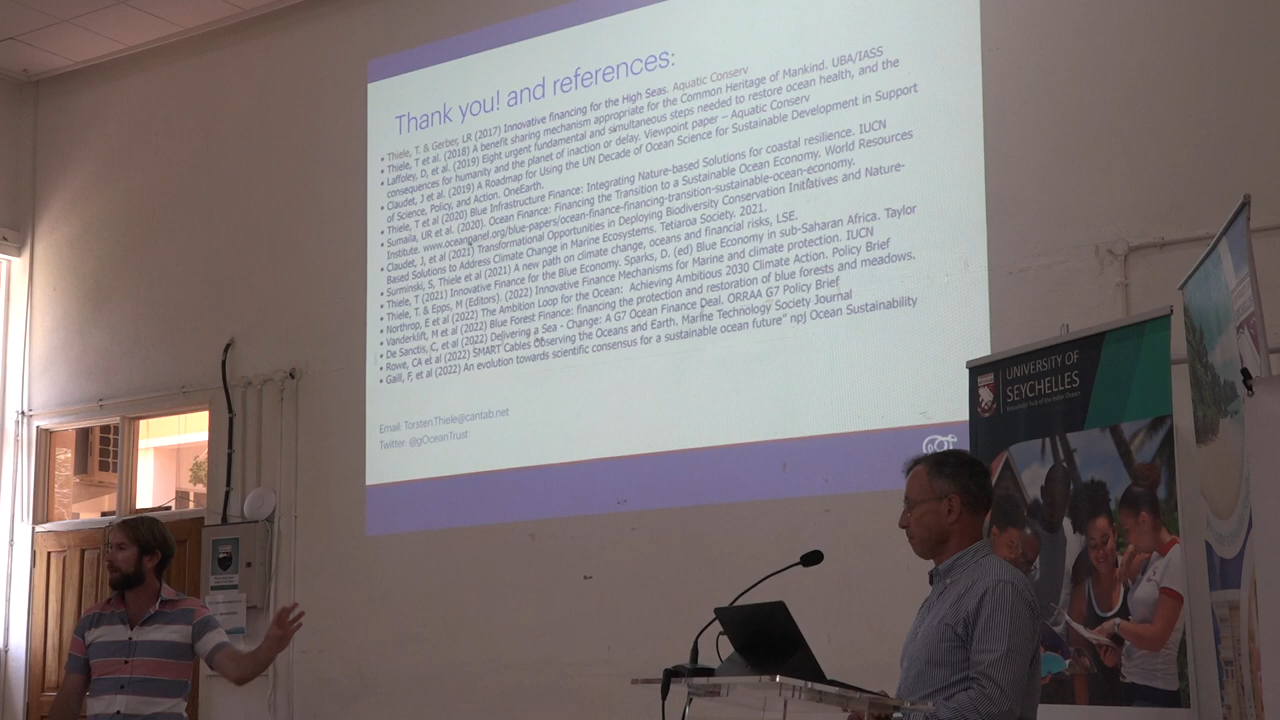 Thank you! and references:
• Thiele, T. & Gerber, LR (2017) Innovative financing for the High Seas. Aquatic Conserv
• Thiele, T et al. (2018) A benefit sharing mechanism appropriate for the Common Heritage of Mankind. UBA/IASS
• Laffoley, D, et al. (2019) Eight urgent fundamental and simultaneous steps needed to restore ocean health, and the
consequences for humanity and the planet of inaction or delay. Viewpoint paper – Aquatic Conserv
• Claudet, J et al. (2019) A Roadmap for Using the UN Decade of Ocean Science for Sustainable Development in Support
of Science, Policy, and Action. OneEarth.
• Thiele, T et al (2020) Blue Infrastructure Finance: Integrating Nature-based Solutions for coastal resilience. IUCN
• Sumaila, UR et al. (2020). Ocean Finance: Financing the Transition to a Sustainable Ocean Economy. World Resources
Institute. www.oceanpanel.org/blue-papers/ocean-finance-financing-transition-sustainable-ocean-economy.
• Claudet, J, et al (2021) Transformational Opportunities in Deploying Biodiversity Conservation Initiatives and Nature-
Based Solutions to Address Climate Change in Marine Ecosystems. Tetiaroa Society. 2021.
• Surminski, S, Thiele et al (2021) A new path on climate change, oceans and financial risks, LSE.
• Thiele, T (2021) Innovative Finance for the Blue Economy. Sparks, D. (ed) Blue Economy in sub-Saharan Africa. Taylor
• Thiele, T. & Epps, M (Editors). (2022) Innovative Finance Mechanisms for Marine and climate protection. IUCN
• Northrop, E et al (2022) The Ambition Loop for the Ocean: Achieving Ambitious 2030 Climate Action. Policy Brief
• Vanderklift, M et al (2022) Blue Forest Finance: financing the protection and restoration of blue forests and meadows.
• De Sanctis, C, et al (2022) Delivering a Sea - Change: A G7 Ocean Finance Deal. ORRAA G7 Policy Brief
• Rowe, CA et al (2022) SMART Cables Observing the Oceans and Earth. Marine Technology Society Journal
• Gaill, F, et al (2022) An evolution towards scientific consensus for a sustainable ocean future" npj Ocean Sustainability
Email: Torsten.Thiele@cantab.net
Twitter: @gOceanTrust
UNIVERSITY OF
SEYCHELLES